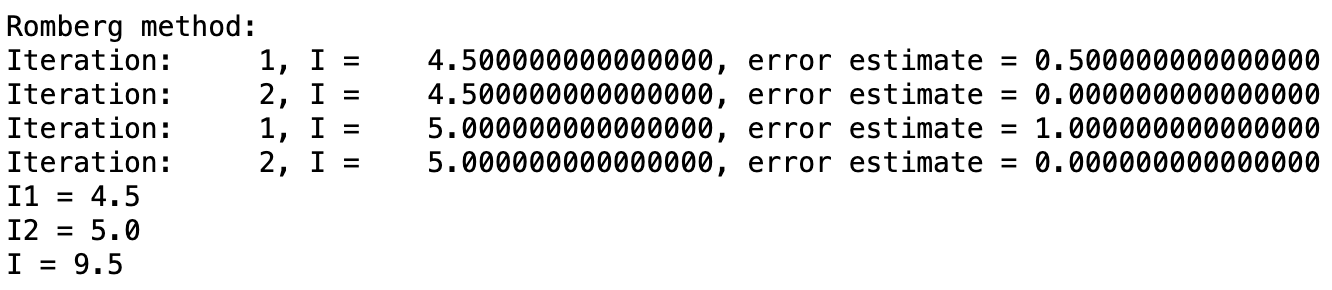 Romberg method:
Iteration:     1, I =    4.500000000000000, error estimate = 0.500000000000000
Iteration:     2, I =    4.500000000000000, error estimate = 0.000000000000000
Iteration:     1, I =    5.000000000000000, error estimate = 1.000000000000000
Iteration:     2, I =    5.000000000000000, error estimate = 0.000000000000000
I1 = 4.5
I2 = 5.0
I = 9.5